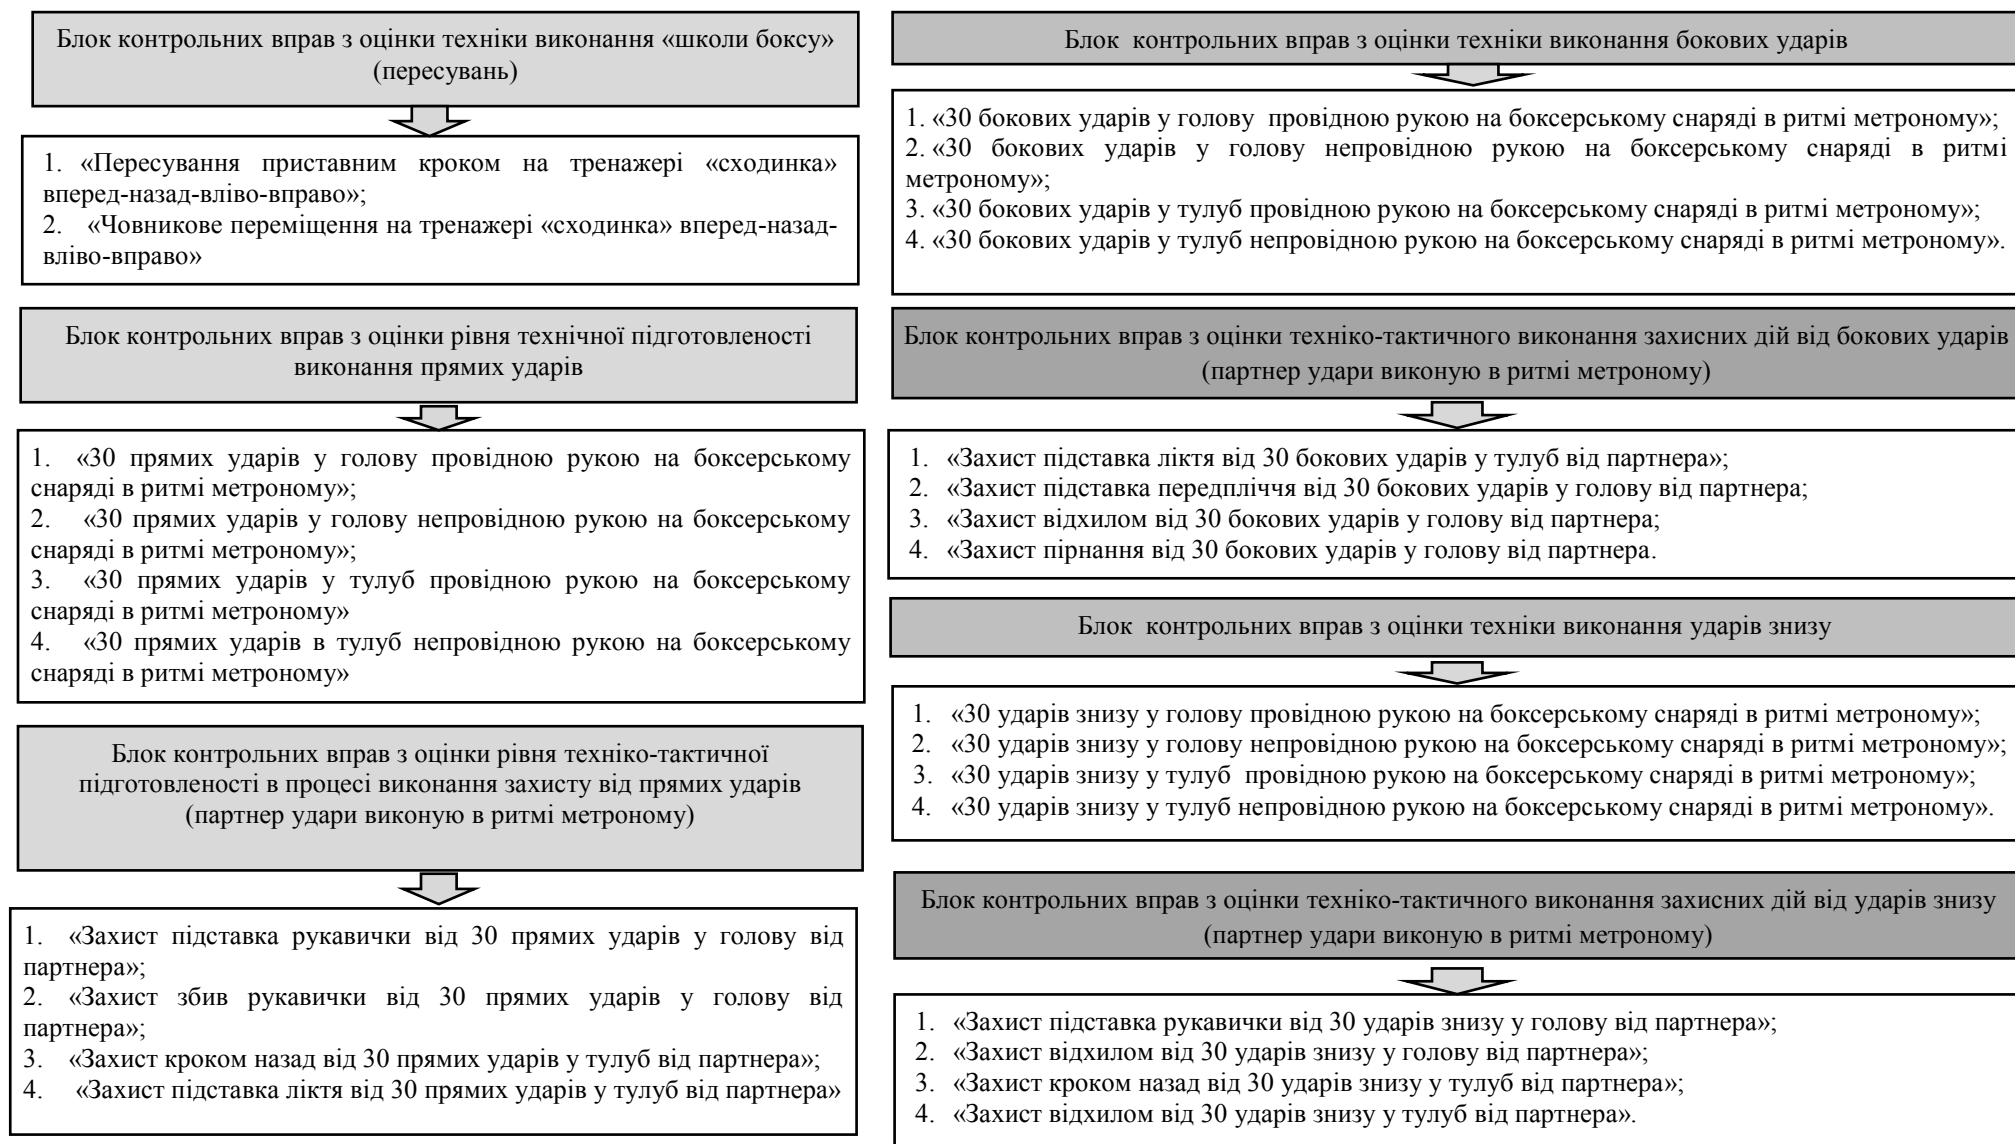 Блок контрольних вправ з оцінки техніки виконання «школи боксу»
(пересувань)
1. «Пересування приставним кроком на тренажері «сходинка»
вперед-назад-вліво-вправо»;
2. «Човникове переміщення на тренажері «сходинка» вперед-назад-
вліво-вправо»
Блок контрольних вправ з оцінки рівня технічної підготовленості
виконання прямих ударів
1. «30 прямих ударів у голову провідною рукою на боксерському
снаряді в ритмі метроному»;
2. «30 прямих ударів у голову непровідною рукою на боксерському
снаряді в ритмі метроному»;
3. «30 прямих ударів у тулуб провідною рукою на боксерському
снаряді в ритмі метроному»
4. «30 прямих ударів в тулуб непровідною рукою на боксерському
снаряді в ритмі метроному»
Блок контрольних вправ з оцінки рівня техніко-тактичної
підготовленості в процесі виконання захисту від прямих ударів
(партнер удари виконую в ритмі метроному)
1. «Захист підставка рукавички від 30 прямих ударів у голову від
партнера»;
2. «Захист збив рукавички від 30 прямих ударів у голову від
партнера»;
3. «Захист кроком назад від 30 прямих ударів у тулуб від партнера»;
4. «Захист підставка ліктя від 30 прямих ударів у тулуб від партнера»
Блок контрольних вправ з оцінки техніки виконання бокових ударів
1. «30 бокових ударів у голову провідною рукою на боксерському снаряді в ритмі метроному»;
2. «30 бокових ударів у голову непровідною рукою на боксерському снаряді в ритмі
метроному»;
3. «30 бокових ударів у тулуб провідною рукою на боксерському снаряді в ритмі метроному»;
4. «30 бокових ударів у тулуб непровідною рукою на боксерському снаряді в ритмі метроному».
Блок контрольних вправ з оцінки техніко-тактичного виконання захисних дій від бокових ударів
(партнер удари виконую в ритмі метроному)
1. «Захист підставка ліктя від 30 бокових ударів у тулуб від партнера»;
2. «Захист підставка передпліччя від 30 бокових ударів у голову від партнера;
3. «Захист відхилом від 30 бокових ударів у голову від партнера;
4. «Захист пірнання від 30 бокових ударів у голову від партнера.
Блок контрольних вправ з оцінки техніки виконання ударів знизу
1. «30 ударів знизу у голову провідною рукою на боксерському снаряді в ритмі метроному»;
2. «30 ударів знизу у голову непровідною рукою на боксерському снаряді в ритмі метроному»;
3. «30 ударів знизу у тулуб провідною рукою на боксерському снаряді в ритмі метроному»;
4. «30 ударів знизу у тулуб непровідною рукою на боксерському снаряді в ритмі метроному».
Блок контрольних вправ з оцінки техніко-тактичного виконання захисних дій від ударів знизу
(партнер удари виконую в ритмі метроному)
1. «Захист підставка рукавички від 30 ударів знизу у голову від партнера»;
2. «Захист відхилом від 30 ударів знизу у голову від партнера»;
3. «Захист кроком назад від 30 ударів знизу у тулуб від партнера»;
4. «Захист відхилом від 30 ударів знизу у тулуб від партнера».